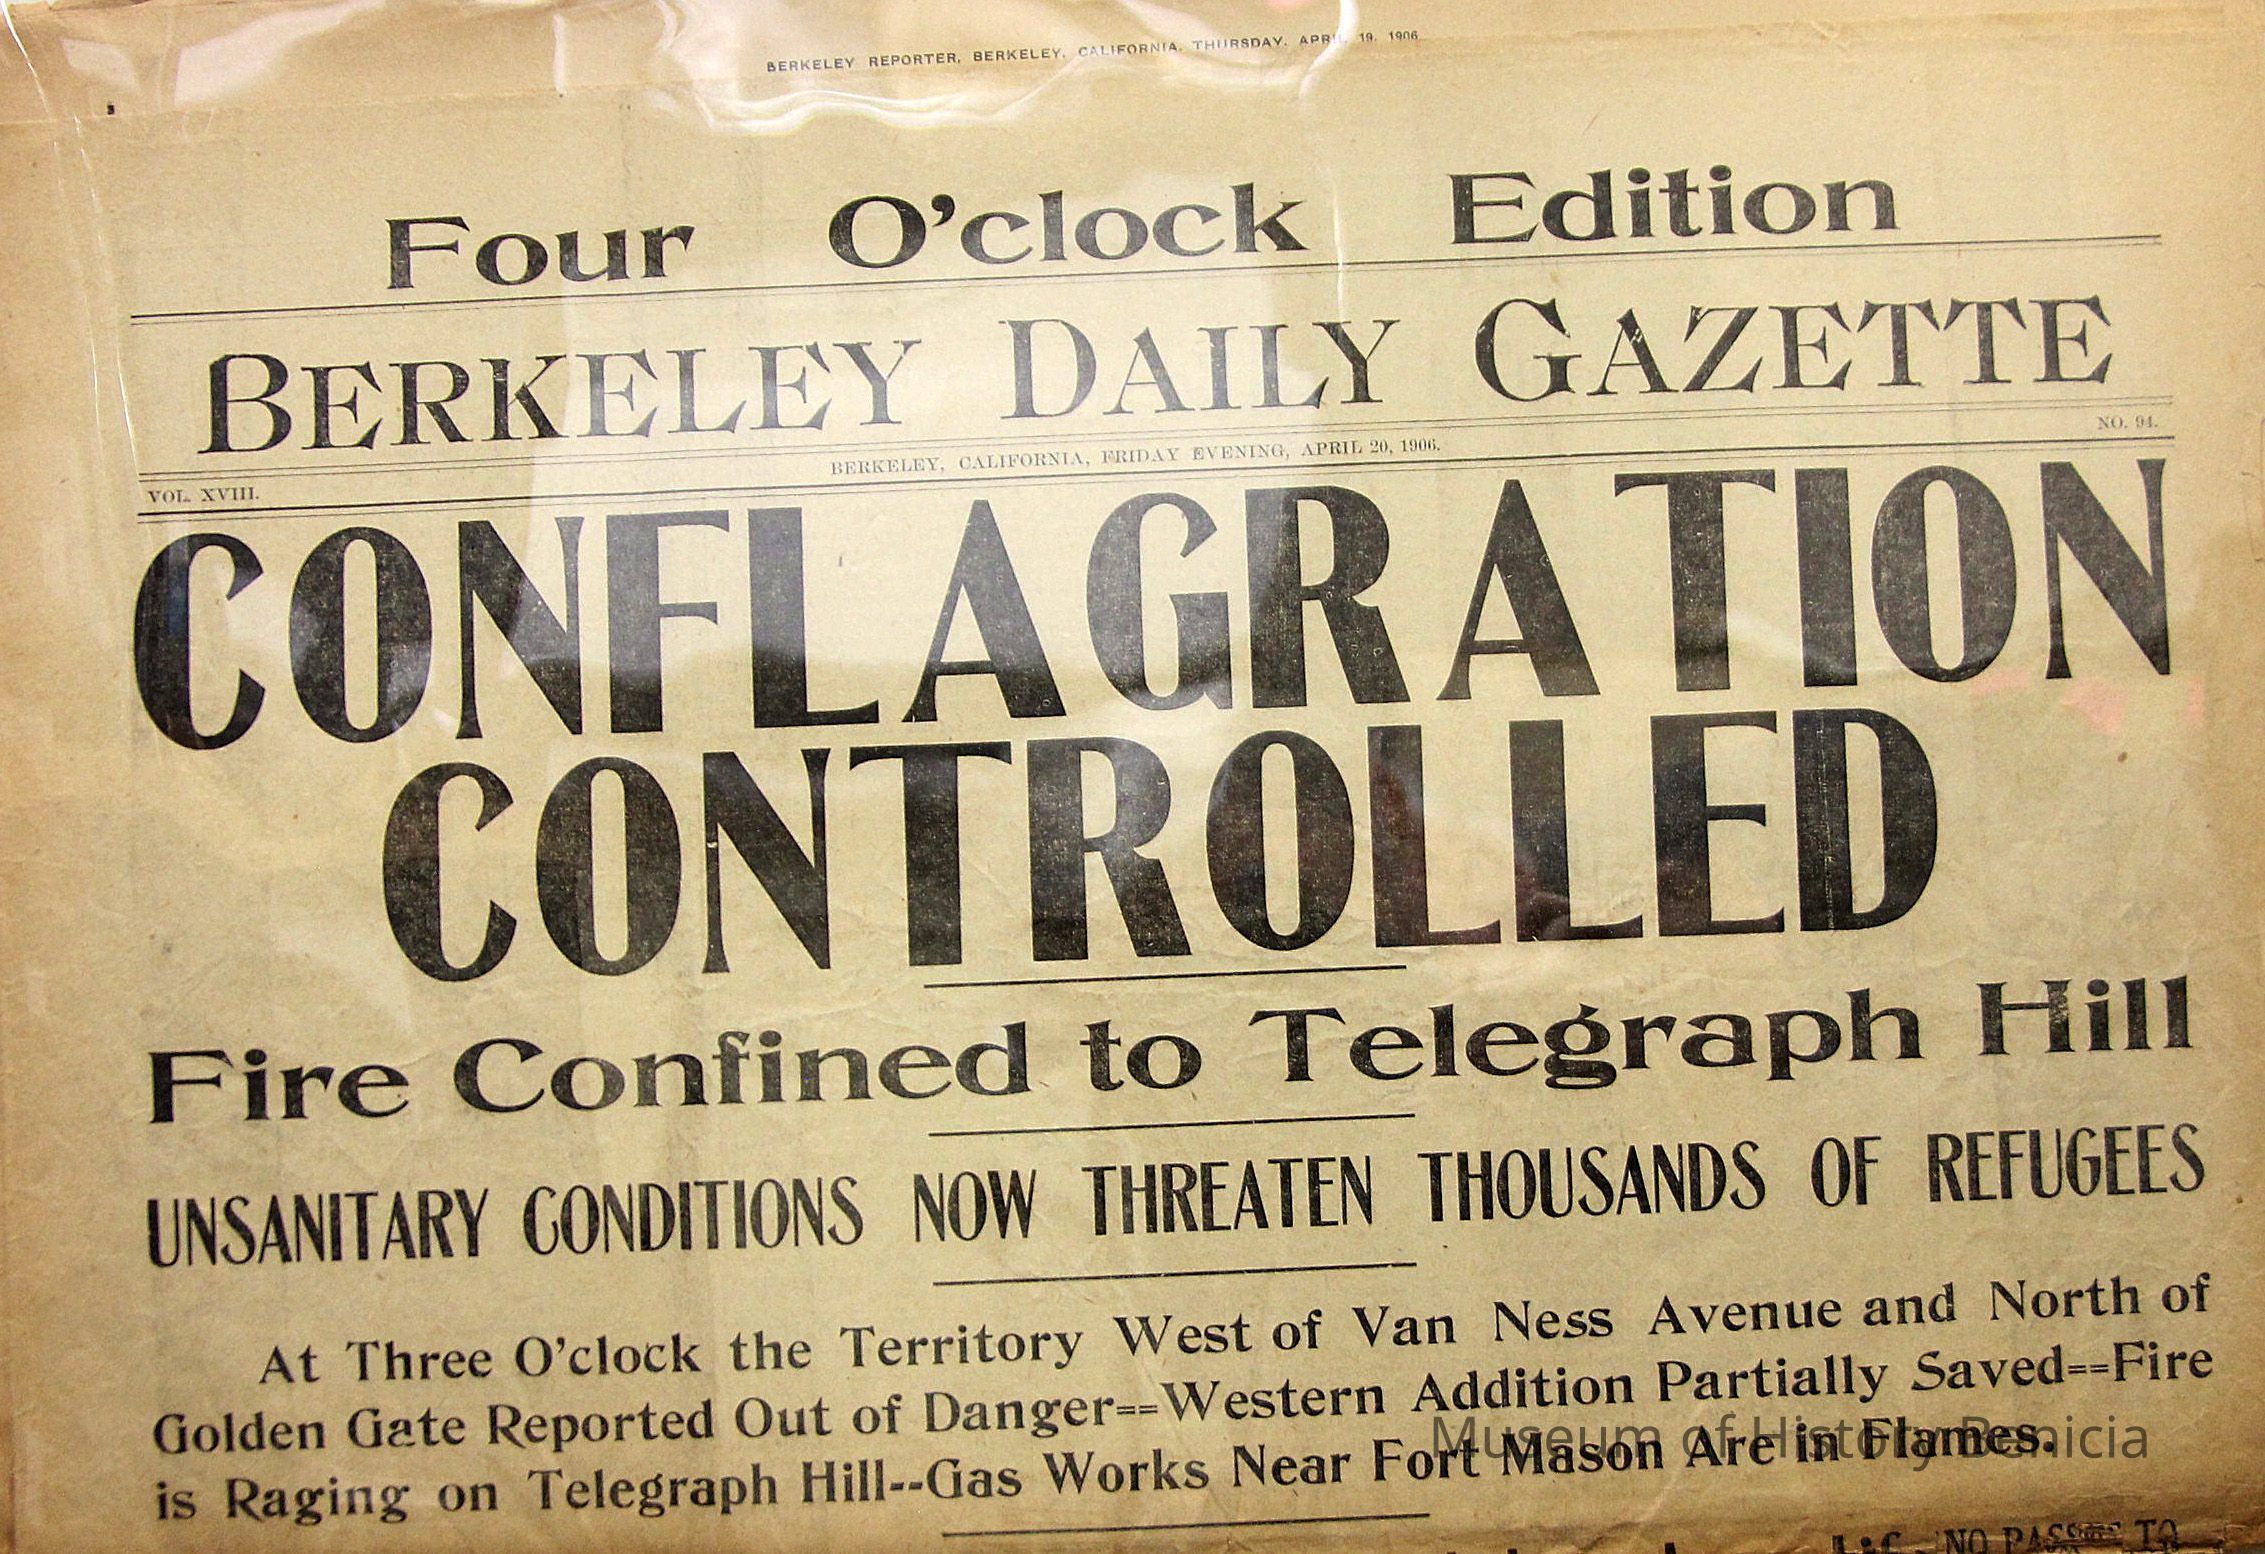 BERKELEY REPORTER, BERKELEY, CALIFORNIA, THURSDAY, APRIL 19, 1906
Four O'clock Edition
BERKELEY DAILY GAZETTE
VOL. XVIII. BERKELEY, CALIFORNIA, FRIDAY EVENING, APRIL 20, 1906. NO. 94.
CONFLAGRATION
CONTROLLED
Fire Confined to Telegraph Hill
UNSANITARY CONDITIONS NOW THREATEN THOUSANDS OF REFUGEES
At Three O'clock the Territory West of Van Ness Avenue and North of
Golden Gate Reported Out of Danger==Western Addition Partially Saved==Fire
is Raging on Telegraph Hill--Gas Works Near Fort Mason Are in Flames.
Museum of History Benicia
NO PASSES TO